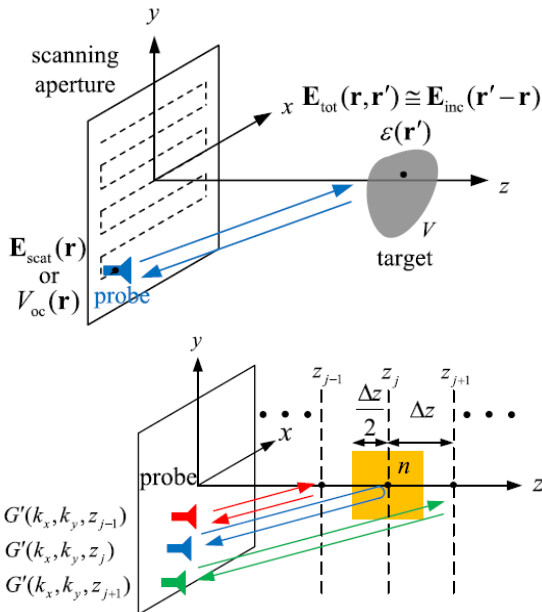 y
scanning
aperture
x
𝐄_tot(𝐫,𝐫′) ≅ 𝐄_inc(𝐫′−𝐫)
ε(𝐫′)
z
V
target
𝐄_scat(𝐫)
or
V_oc(𝐫)
probe
y
z_{j-1} z_j z_{j+1}
Δz/2 Δz
x
n
probe
z
G′(k_x,k_y,z_{j-1})
G′(k_x,k_y,z_j)
G′(k_x,k_y,z_{j+1})